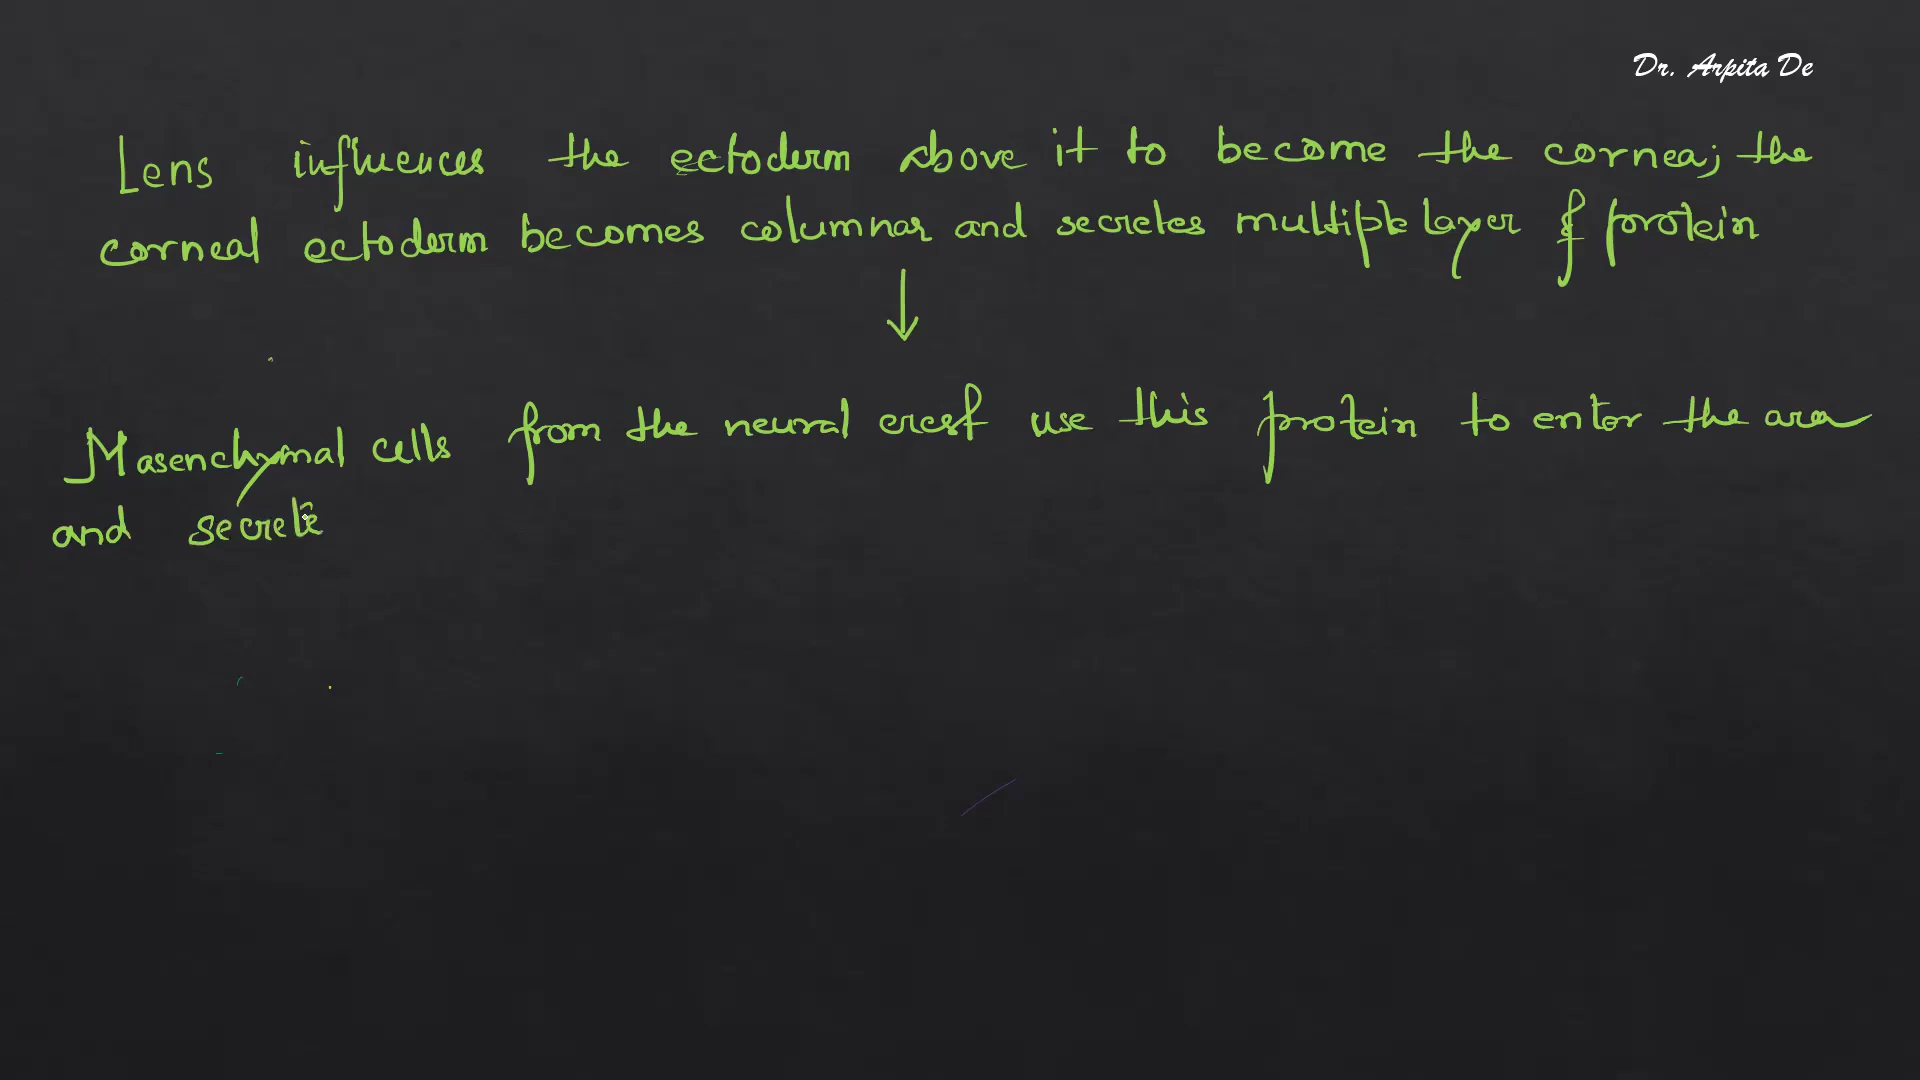 Dr. Arpita De
Lens influences the ectoderm above it to become the cornea; the
corneal ectoderm becomes columnar and secretes multiple layer of protein
↓
Masenchymal cells from the neural crest use this protein to enter the area
and secrete